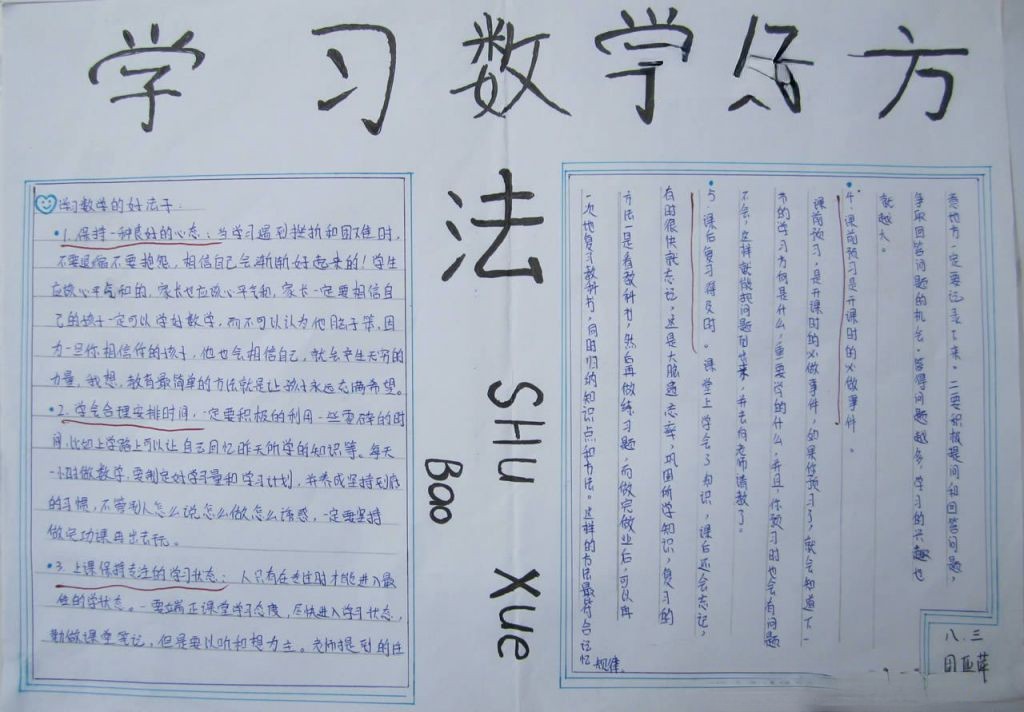 学习数学好方
法
SHU XUE
BAO
学习数学的好法子:
1.保持一种良好的心态:当学习遇到挫折和困难时,
不要退缩不要抱怨,相信自己会渐渐好起来的!学生
应该心平气和的,家长也应该心平气和,家长一定要相信自
己的孩子一定可以学好数学,而不可以认为他脑子笨,因
为一旦你相信你的孩子,他也会相信自己,就会产生无穷的
力量,我想,教育最简单的方法就是让孩子永远充满希望。
2.学会合理安排时间,一定要积极的利用一些零碎的时
间,比如上学路上可以让自己回忆昨天所学的知识等。每天
一小时做数学,要制定好学习量和学习计划,并养成坚持到底
的习惯,不管别人怎么说怎么做怎么诱惑,一定要坚持
做完功课再出去玩。
3.上课保持专注的学习状态:人只有在专注时才能进入最
佳的学状态。一要端正课堂学习态度,尽快进入学习状态,
勤做课堂笔记,但是要以听和想为主。老师提到的注
意地方一定要记录下来。二要积极提问和回答问题,
争取回答问题的机会。答得问题越多,学习的兴趣也
就越大。
4.课前预习是开课时的必做事件。
课前预习,是开课时的必做事件,如果你预习了,就会知道下一
节的学习方向是什么,重要学的什么,并且,你预习时也会有问题
不会,这样就做把问题记出来,并去向老师请教了。
5.课后复习得及时。课堂上学会了知识,课后还会忘记,
有时很快就忘记,这是大脑遗忘率,巩固所学知识,复习的
方法一是看教科书,然后再做练习题,而做完做业后,可以再
一次地复习教科书,同时归纳知识点和书法。这样的方法最符合记忆
规律。
八.三